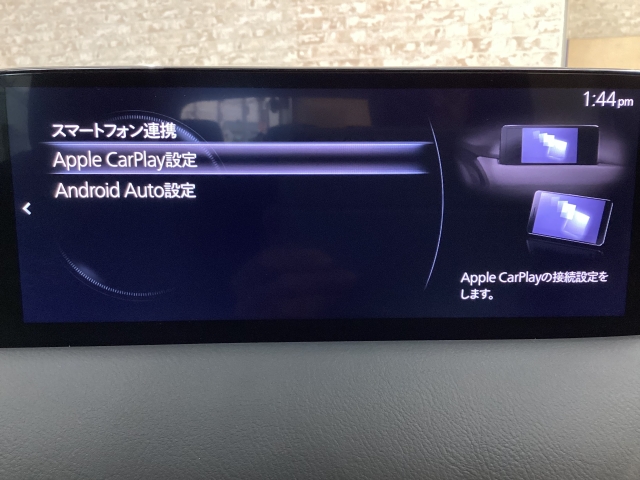 1:44pm
スマートフォン連携
Apple CarPlay設定
Android Auto設定
Apple CarPlayの接続設定を
します。